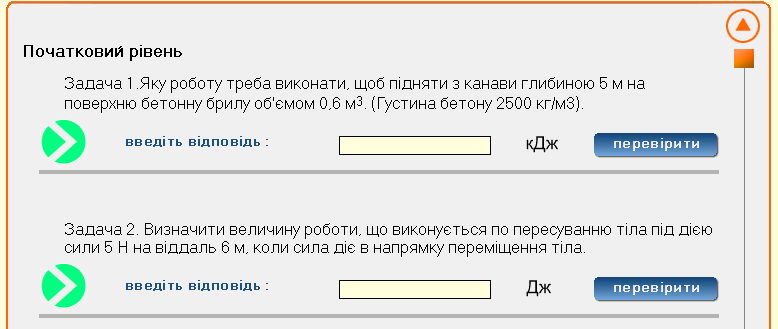 Початковий рівень
Задача 1.Яку роботу треба виконати, щоб підняти з канави глибиною 5 м на
поверхню бетонну брилу об'ємом 0,6 м³. (Густина бетону 2500 кг/м3).
введіть відповідь : кДж перевірити
Задача 2. Визначити величину роботи, що виконується по пересуванню тіла під дією
сили 5 Н на віддаль 6 м, коли сила діє в напрямку переміщення тіла.
введіть відповідь : Дж перевірити